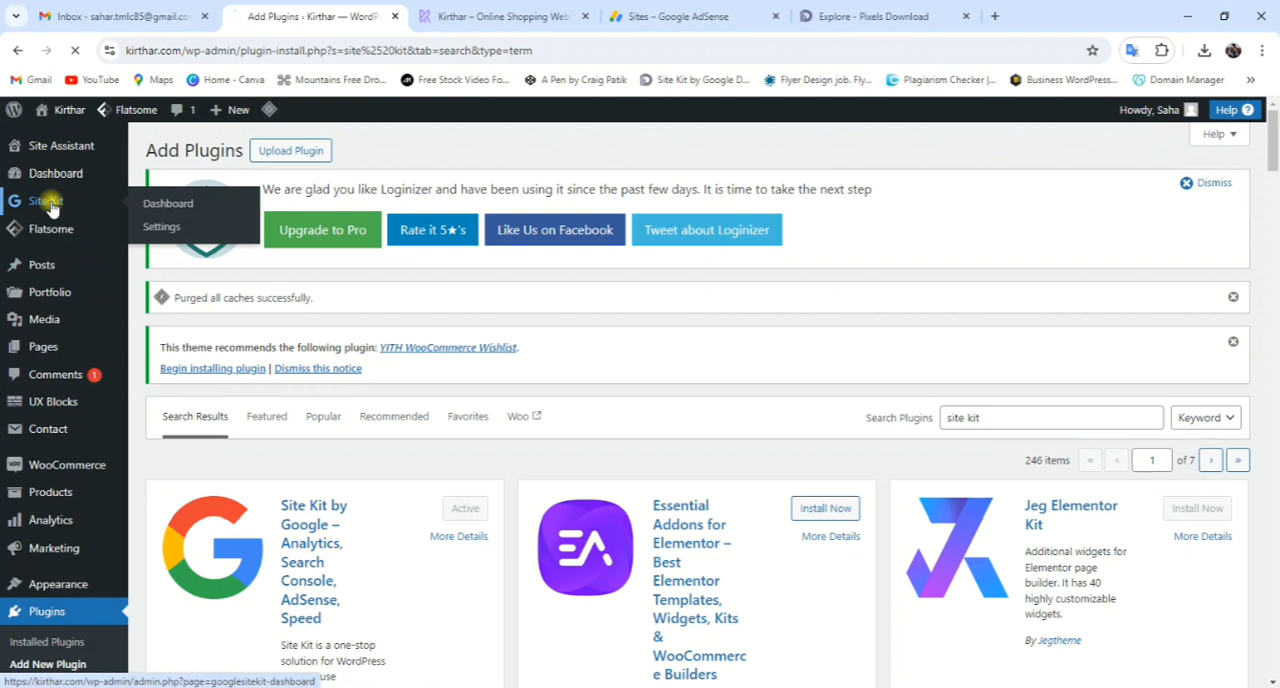 Inbox - sahar.tmlc85@gmail.co
Add Plugins ‹ Kirthar — WordP
Kirthar – Online Shopping Web
Sites – Google AdSense
Explore - Pixels Download
kirthar.com/wp-admin/plugin-install.php?s=site%2520kit&tab=search&type=term
Gmail
YouTube
Maps
Home - Canva
Mountains Free Dro...
Free Stock Video Fo...
A Pen by Craig Patik
Site Kit by Google D...
Flyer Design job. Fly...
Plagiarism Checker |...
Business WordPress...
Domain Manager
»
Kirthar
Flatsome
1
New
Howdy, Saha
Help
Help
Site Assistant
Dashboard
Site Kit
Flatsome
Posts
Portfolio
Media
Pages
Comments 1
UX Blocks
Contact
WooCommerce
Products
Analytics
Marketing
Appearance
Plugins
Installed Plugins
Add New Plugin
https://kirthar.com/wp-admin/admin.php?page=googlesitekit-dashboard
Dashboard
Settings
Add Plugins
Upload Plugin
We are glad you like Loginizer and have been using it since the past few days. It is time to take the next step
Dismiss
Upgrade to Pro
Rate it 5★'s
Like Us on Facebook
Tweet about Loginizer
Purged all caches successfully.
This theme recommends the following plugin: YITH WooCommerce Wishlist.
Begin installing plugin | Dismiss this notice
Search Results
Featured
Popular
Recommended
Favorites
Woo
Search Plugins
site kit
Keyword
246 items
«
‹
1
of 7
›
»
Site Kit by
Google –
Analytics,
Search
Console,
AdSense,
Speed
Active
More Details
Site Kit is a one-stop
solution for WordPress
use
Essential
Addons for
Elementor –
Best
Elementor
Templates,
Widgets, Kits
&
WooCommerc
e Builders
Install Now
More Details
Jeg Elementor
Kit
Install Now
More Details
Additional widgets for
Elementor page
builder. It has 40
highly customizable
widgets.
By Jegtheme